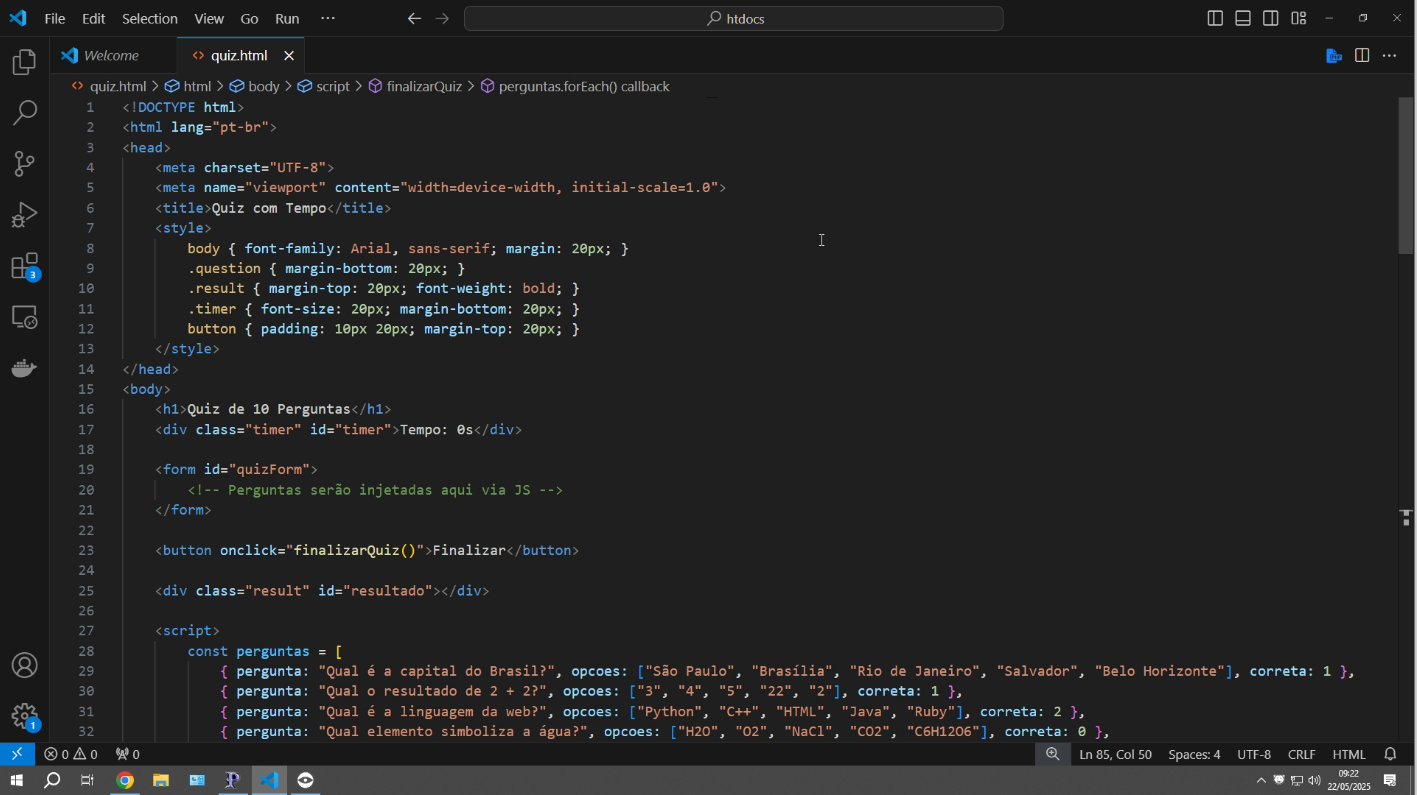 File Edit Selection View Go Run ··· htdocs
Welcome quiz.html
quiz.html > html > body > script > finalizarQuiz > perguntas.forEach() callback
1 <!DOCTYPE html>
2 <html lang="pt-br">
3 <head>
4 <meta charset="UTF-8">
5 <meta name="viewport" content="width=device-width, initial-scale=1.0">
6 <title>Quiz com Tempo</title>
7 <style>
8 body { font-family: Arial, sans-serif; margin: 20px; }
9 .question { margin-bottom: 20px; }
10 .result { margin-top: 20px; font-weight: bold; }
11 .timer { font-size: 20px; margin-bottom: 20px; }
12 button { padding: 10px 20px; margin-top: 20px; }
13 </style>
14 </head>
15 <body>
16 <h1>Quiz de 10 Perguntas</h1>
17 <div class="timer" id="timer">Tempo: 0s</div>
18
19 <form id="quizForm">
20 <!-- Perguntas serão injetadas aqui via JS -->
21 </form>
22
23 <button onclick="finalizarQuiz()">Finalizar</button>
24
25 <div class="result" id="resultado"></div>
26
27 <script>
28 const perguntas = [
29 { pergunta: "Qual é a capital do Brasil?", opcoes: ["São Paulo", "Brasília", "Rio de Janeiro", "Salvador", "Belo Horizonte"], correta: 1 },
30 { pergunta: "Qual o resultado de 2 + 2?", opcoes: ["3", "4", "5", "22", "2"], correta: 1 },
31 { pergunta: "Qual é a linguagem da web?", opcoes: ["Python", "C++", "HTML", "Java", "Ruby"], correta: 2 },
32 { pergunta: "Qual elemento simboliza a água?", opcoes: ["H2O", "O2", "NaCl", "CO2", "C6H12O6"], correta: 0 },
3
1
0 0 0 Ln 85, Col 50 Spaces: 4 UTF-8 CRLF HTML
09:22
22/05/2025